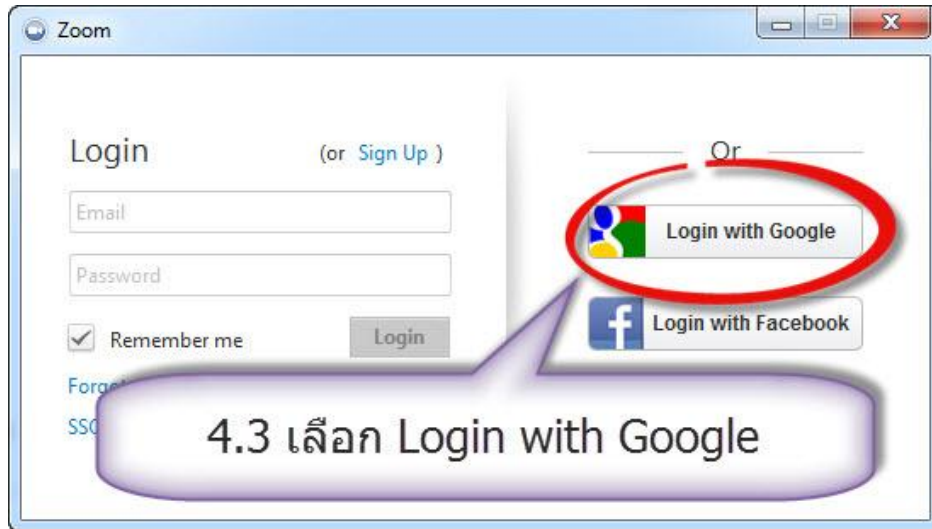 Zoom
Login (or Sign Up )
Email
Password
Remember me Login
Or
Login with Google
Login with Facebook
4.3 เลือก Login with Google